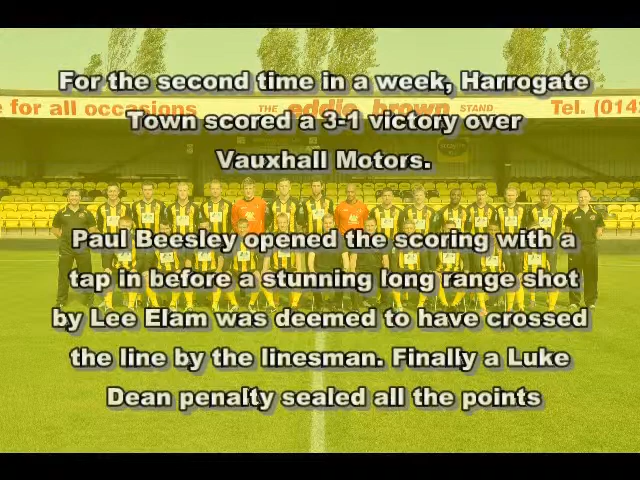 For the second time in a week, Harrogate
e for all occasions THE eddie brown STAND Tel. (014
Town scored a 3-1 victory over
Vauxhall Motors.
Paul Beesley opened the scoring with a
tap in before a stunning long range shot
by Lee Elam was deemed to have crossed
the line by the linesman. Finally a Luke
Dean penalty sealed all the points